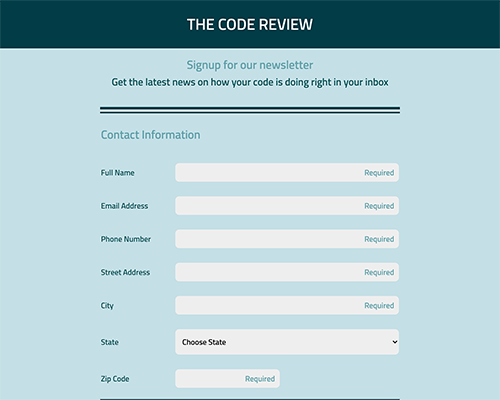 THE CODE REVIEW
Signup for our newsletter
Get the latest news on how your code is doing right in your inbox
Contact Information
Full Name Required
Email Address Required
Phone Number Required
Street Address Required
City Required
State Choose State
Zip Code Required